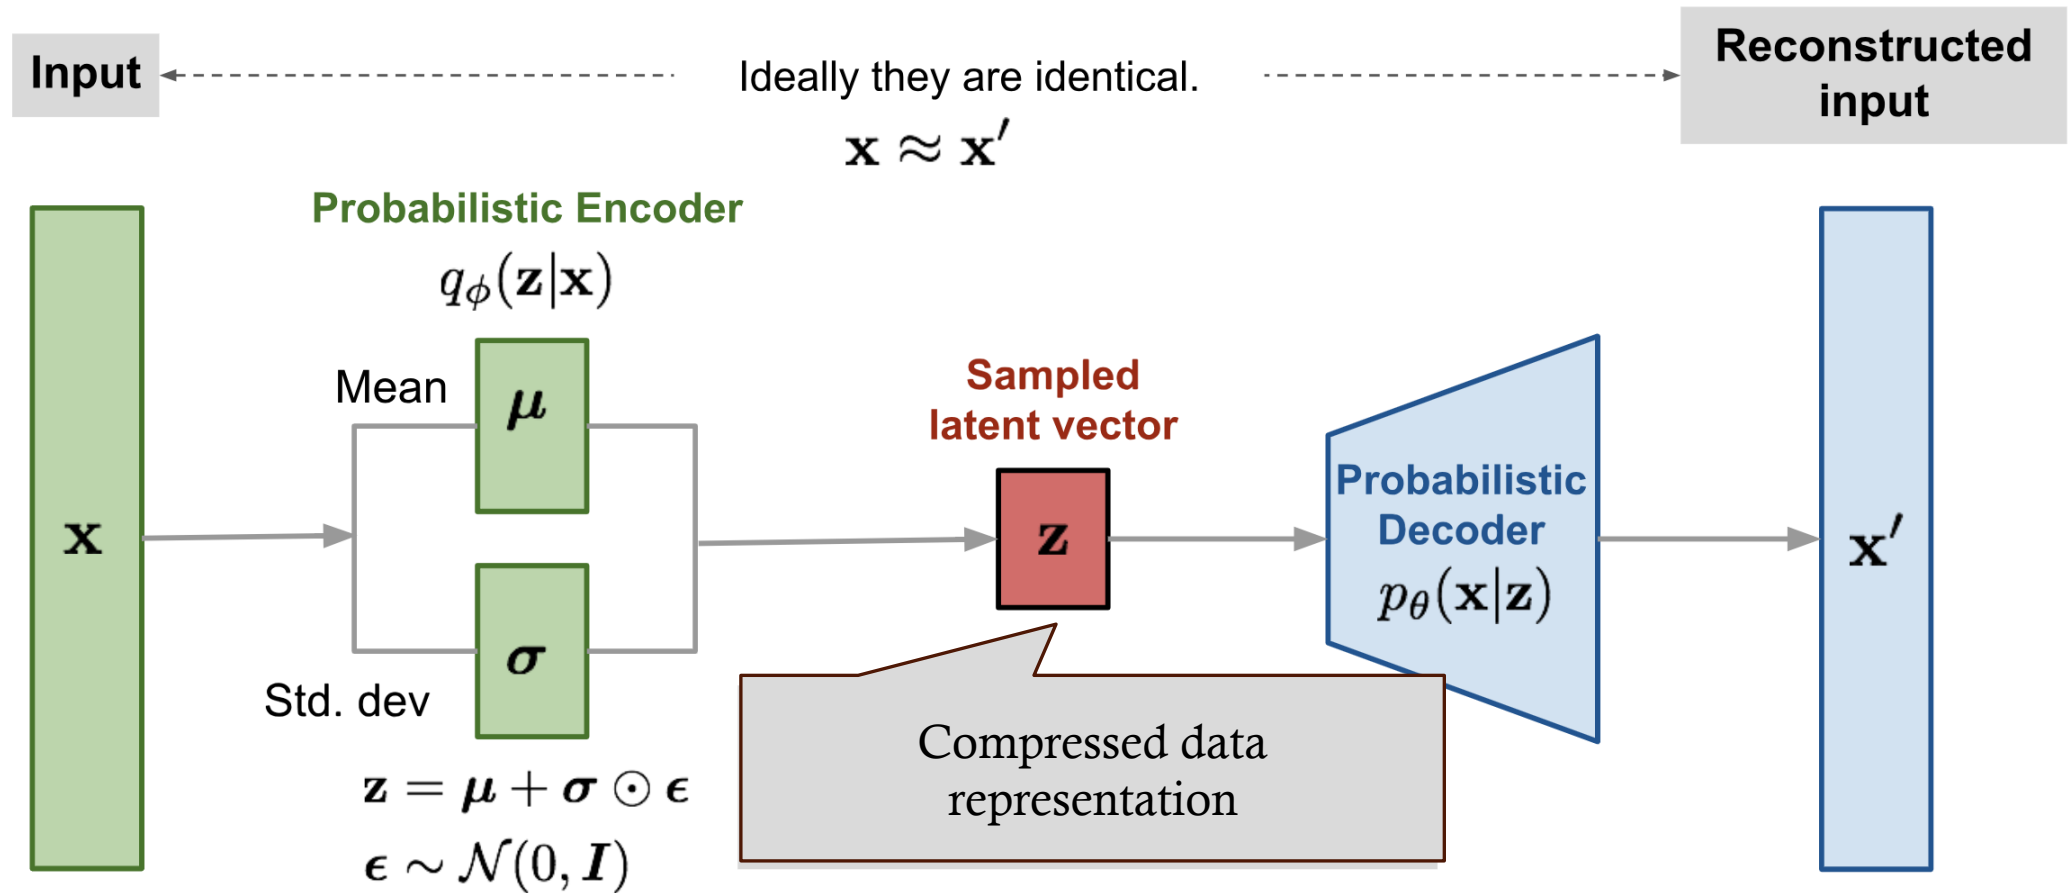 Input
Ideally they are identical.
Reconstructed
input
𝐱 ≈ 𝐱′
Probabilistic Encoder
q_ϕ(𝐳|𝐱)
Mean
𝝁
Sampled
latent vector
𝐱
𝐳
Probabilistic
Decoder
p_θ(𝐱|𝐳)
𝐱′
𝝈
Std. dev
𝐳 = 𝝁 + 𝝈 ⊙ 𝝐
𝝐 ∼ 𝒩(0, 𝑰)
Compressed data
representation